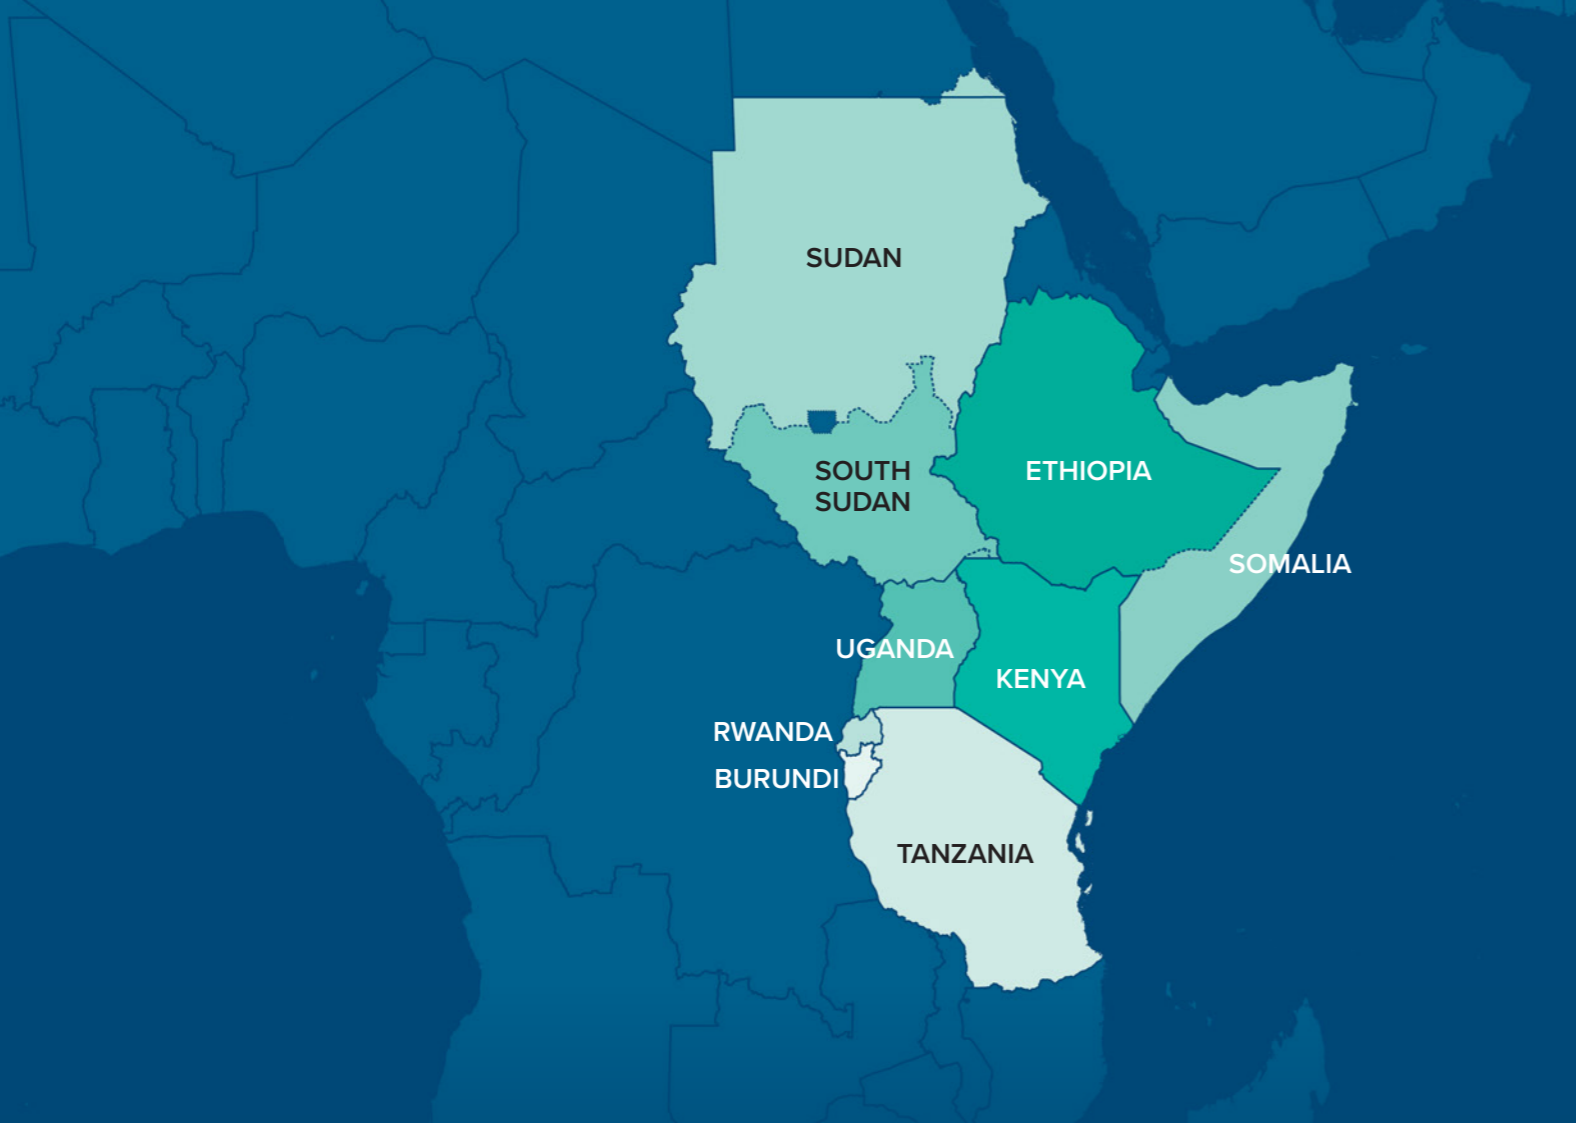 SUDAN
SOUTH
SUDAN
ETHIOPIA
SOMALIA
UGANDA
KENYA
RWANDA
BURUNDI
TANZANIA